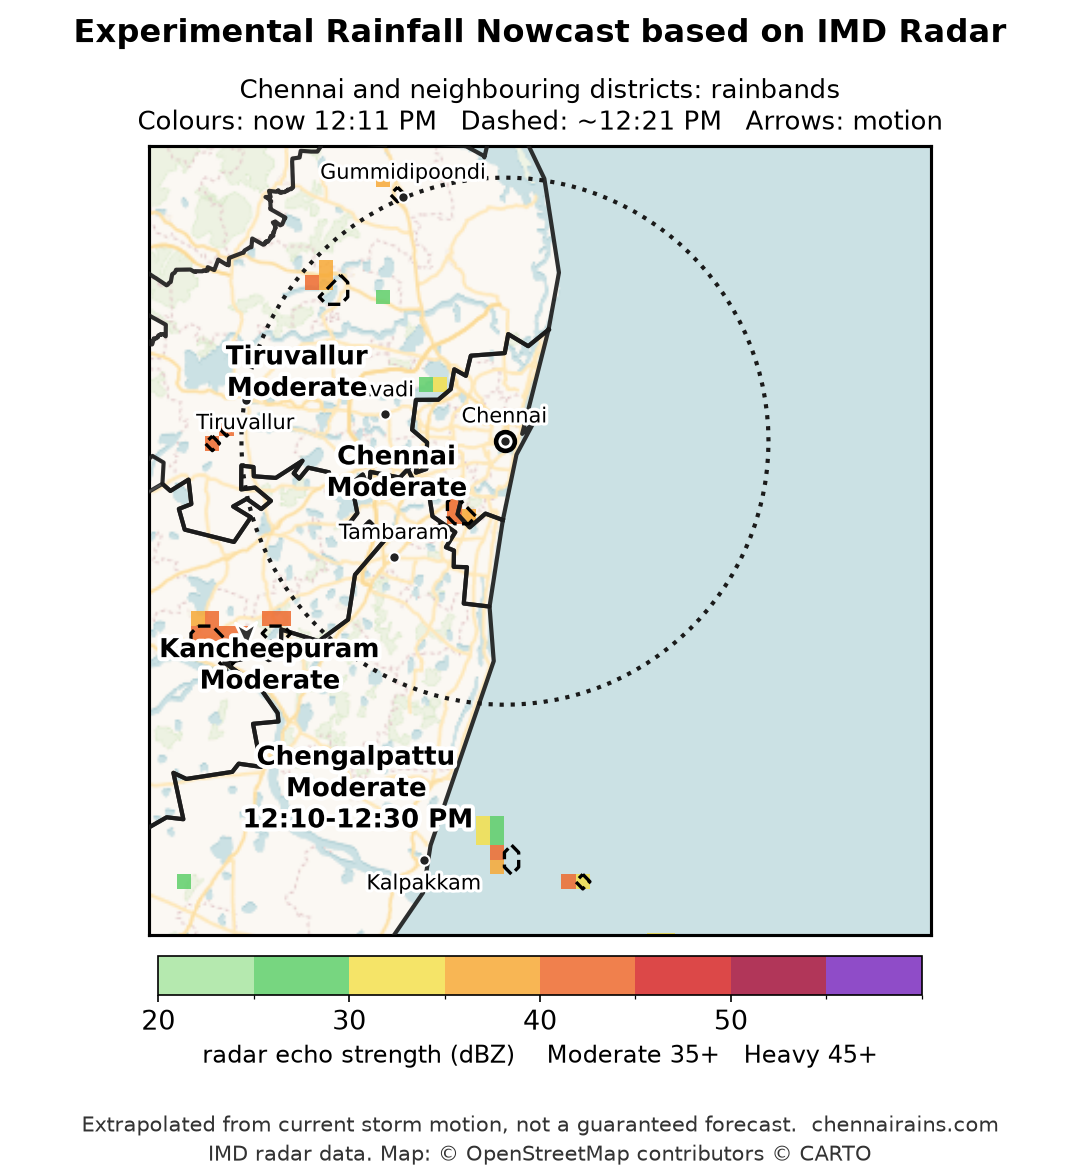 Experimental Rainfall Nowcast based on IMD Radar
Chennai and neighbouring districts: rainbands
Colours: now 12:11 PM   Dashed: ~12:21 PM   Arrows: motion
Gummidipoondi
Tiruvallur
Moderate
vadi
Tiruvallur
Chennai
Chennai
Moderate
Tambaram
Kancheepuram
Moderate
Chengalpattu
Moderate
12:10-12:30 PM
Kalpakkam
20 30 40 50
radar echo strength (dBZ)    Moderate 35+   Heavy 45+
Extrapolated from current storm motion, not a guaranteed forecast.  chennairains.com
IMD radar data. Map: © OpenStreetMap contributors © CARTO